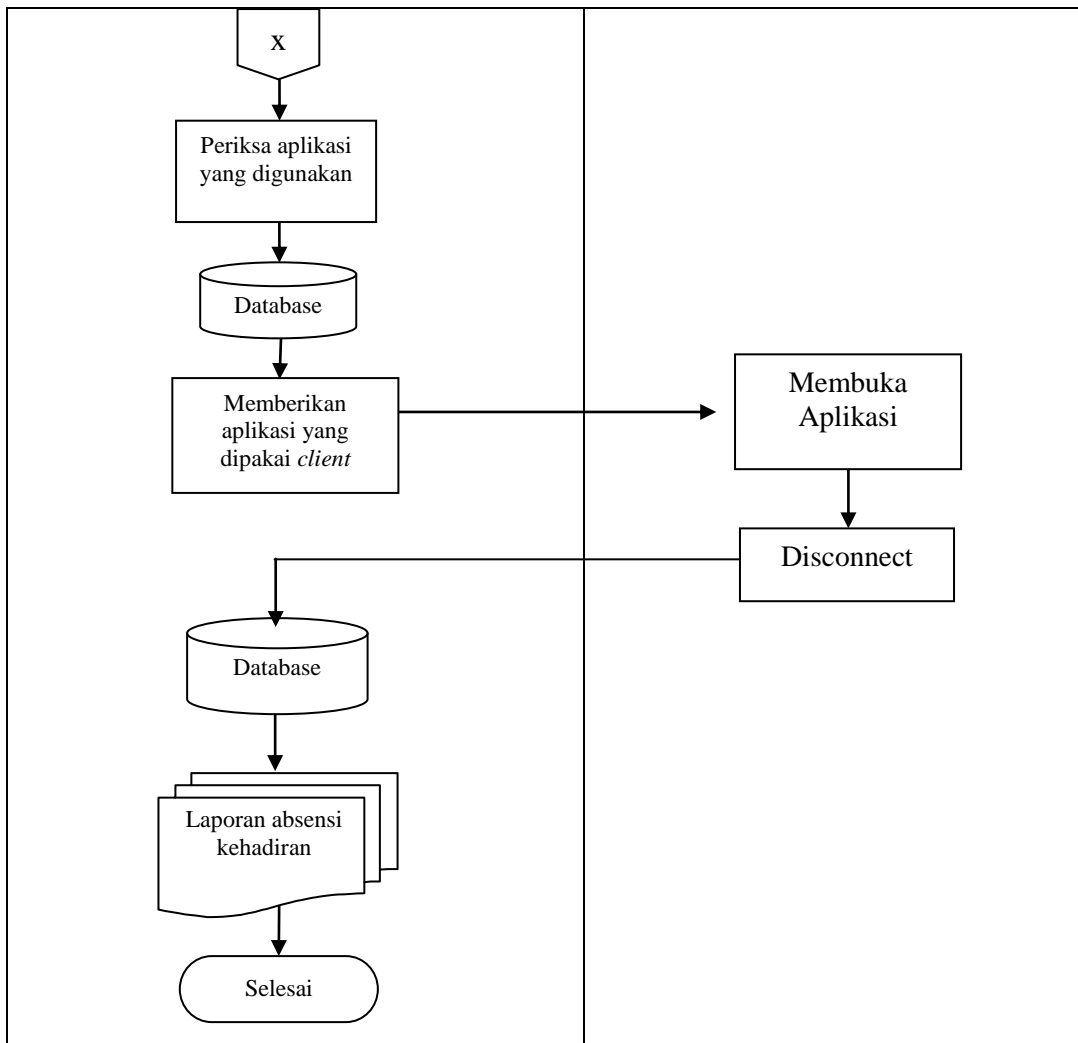 x
Periksa aplikasi
yang digunakan
Database
Memberikan
aplikasi yang
dipakai client
Membuka
Aplikasi
Disconnect
Database
Laporan absensi
kehadiran
Selesai